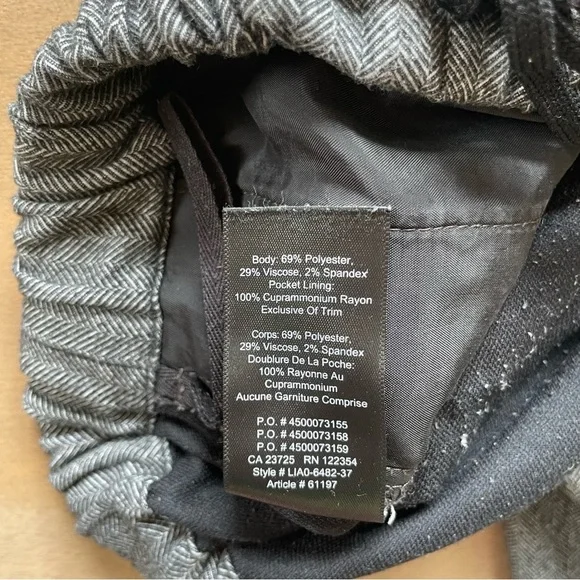 Body: 69% Polyester,
29% Viscose, 2% Spandex
Pocket Lining:
100% Cuprammonium Rayon
Exclusive Of Trim
Corps: 69% Polyester,
29% Viscose, 2% Spandex
Doublure De La Poche:
100% Rayonne Au
Cuprammonium
Aucune Garniture Comprise
P.O. # 4500073155
P.O. # 4500073158
P.O. # 4500073159
CA 23725 RN 122354
Style # LIA0-6482-37
Article # 61197